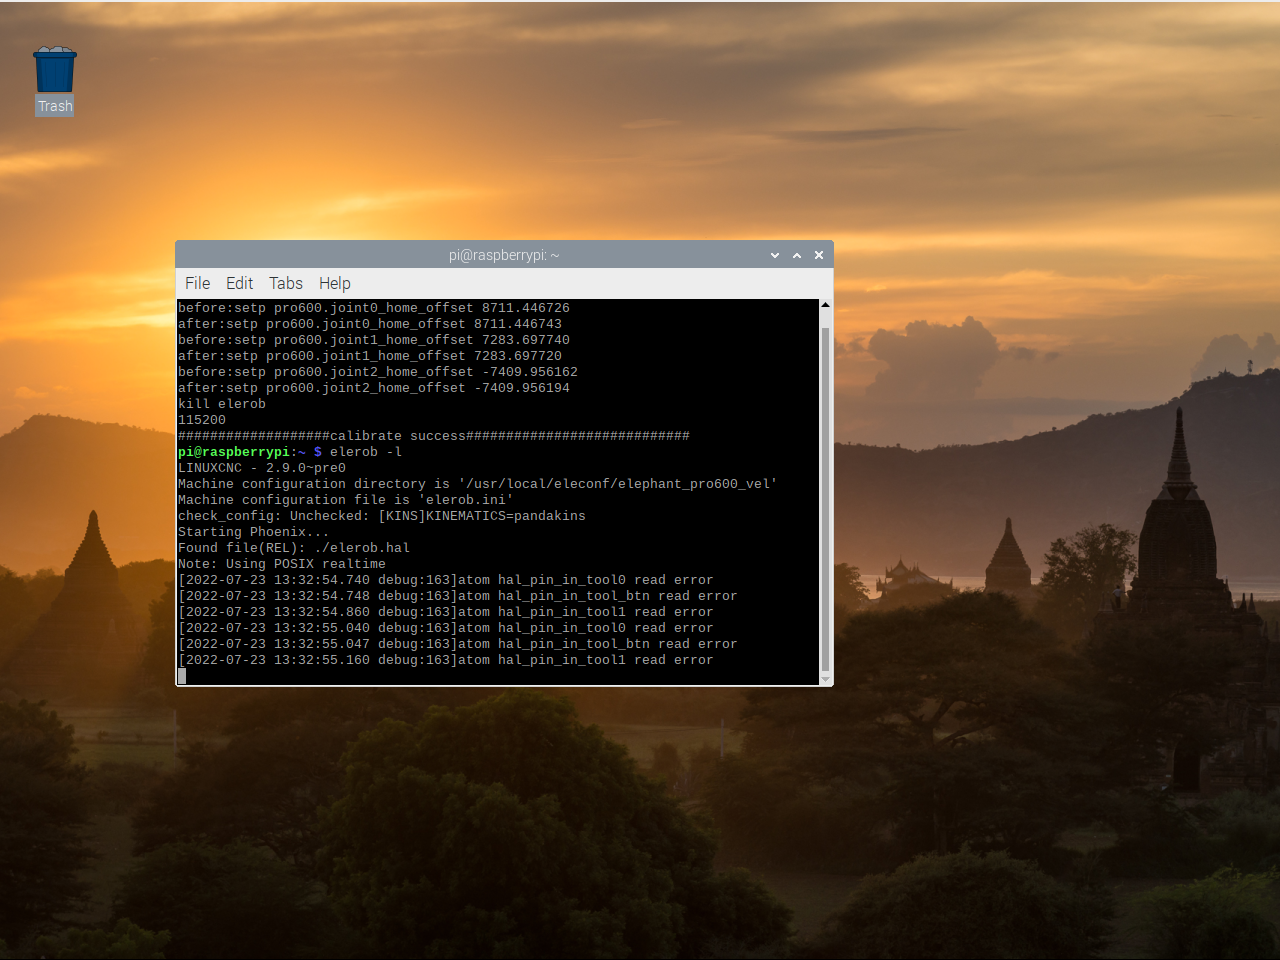 Trash
pi@raspberrypi: ~
File Edit Tabs Help
before:setp pro600.joint0_home_offset 8711.446726
after:setp pro600.joint0_home_offset 8711.446743
before:setp pro600.joint1_home_offset 7283.697740
after:setp pro600.joint1_home_offset 7283.697720
before:setp pro600.joint2_home_offset -7409.956162
after:setp pro600.joint2_home_offset -7409.956194
kill elerob
115200
###################calibrate success############################
pi@raspberrypi:~ $ elerob -l
LINUXCNC - 2.9.0~pre0
Machine configuration directory is '/usr/local/eleconf/elephant_pro600_vel'
Machine configuration file is 'elerob.ini'
check_config: Unchecked: [KINS]KINEMATICS=pandakins
Starting Phoenix...
Found file(REL): ./elerob.hal
Note: Using POSIX realtime
[2022-07-23 13:32:54.740 debug:163]atom hal_pin_in_tool0 read error
[2022-07-23 13:32:54.748 debug:163]atom hal_pin_in_tool_btn read error
[2022-07-23 13:32:54.860 debug:163]atom hal_pin_in_tool1 read error
[2022-07-23 13:32:55.040 debug:163]atom hal_pin_in_tool0 read error
[2022-07-23 13:32:55.047 debug:163]atom hal_pin_in_tool_btn read error
[2022-07-23 13:32:55.160 debug:163]atom hal_pin_in_tool1 read error